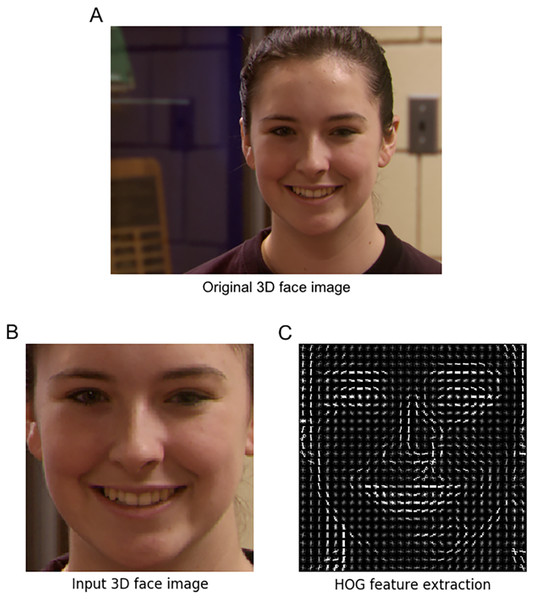 A
Original 3D face image
B
C
Input 3D face image
HOG feature extraction